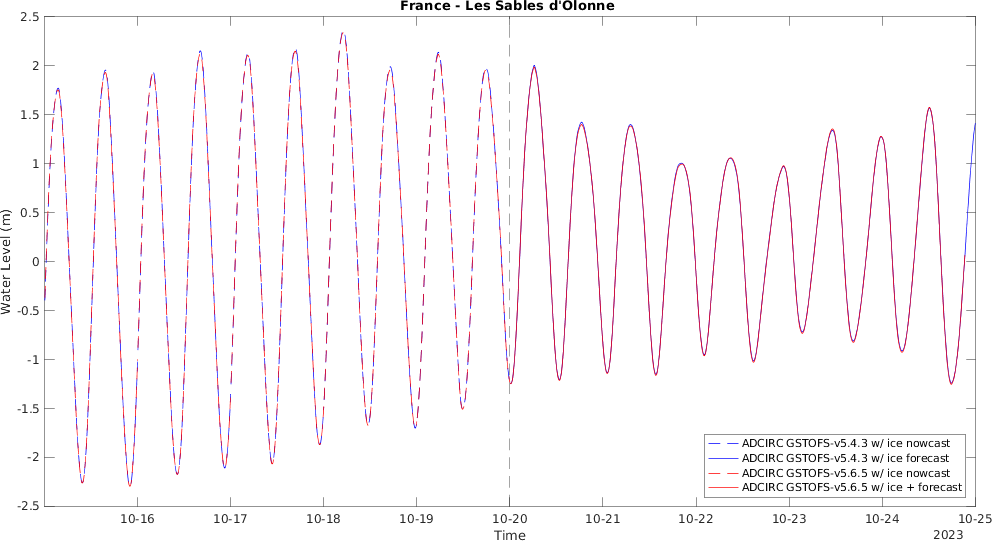 France - Les Sables d'Olonne
Water Level (m)
2.5
2
1.5
1
0.5
0
-0.5
-1
-1.5
-2
-2.5
ADCIRC GSTOFS-v5.4.3 w/ ice nowcast
ADCIRC GSTOFS-v5.4.3 w/ ice forecast
ADCIRC GSTOFS-v5.6.5 w/ ice nowcast
ADCIRC GSTOFS-v5.6.5 w/ ice + forecast
10-16 10-17 10-18 10-19 10-20 10-21 10-22 10-23 10-24 10-25
Time
2023